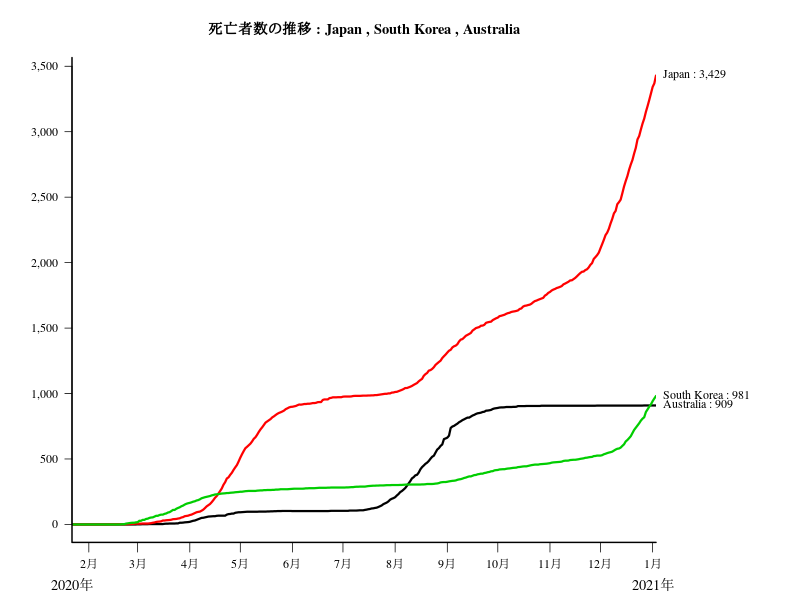 死亡者数の推移 : Japan , South Korea , Australia
3,500
3,000
2,500
2,000
1,500
1,000
500
0
Japan : 3,429
South Korea : 981
Australia : 909
2月 3月 4月 5月 6月 7月 8月 9月 10月 11月 12月 1月
2020年 2021年